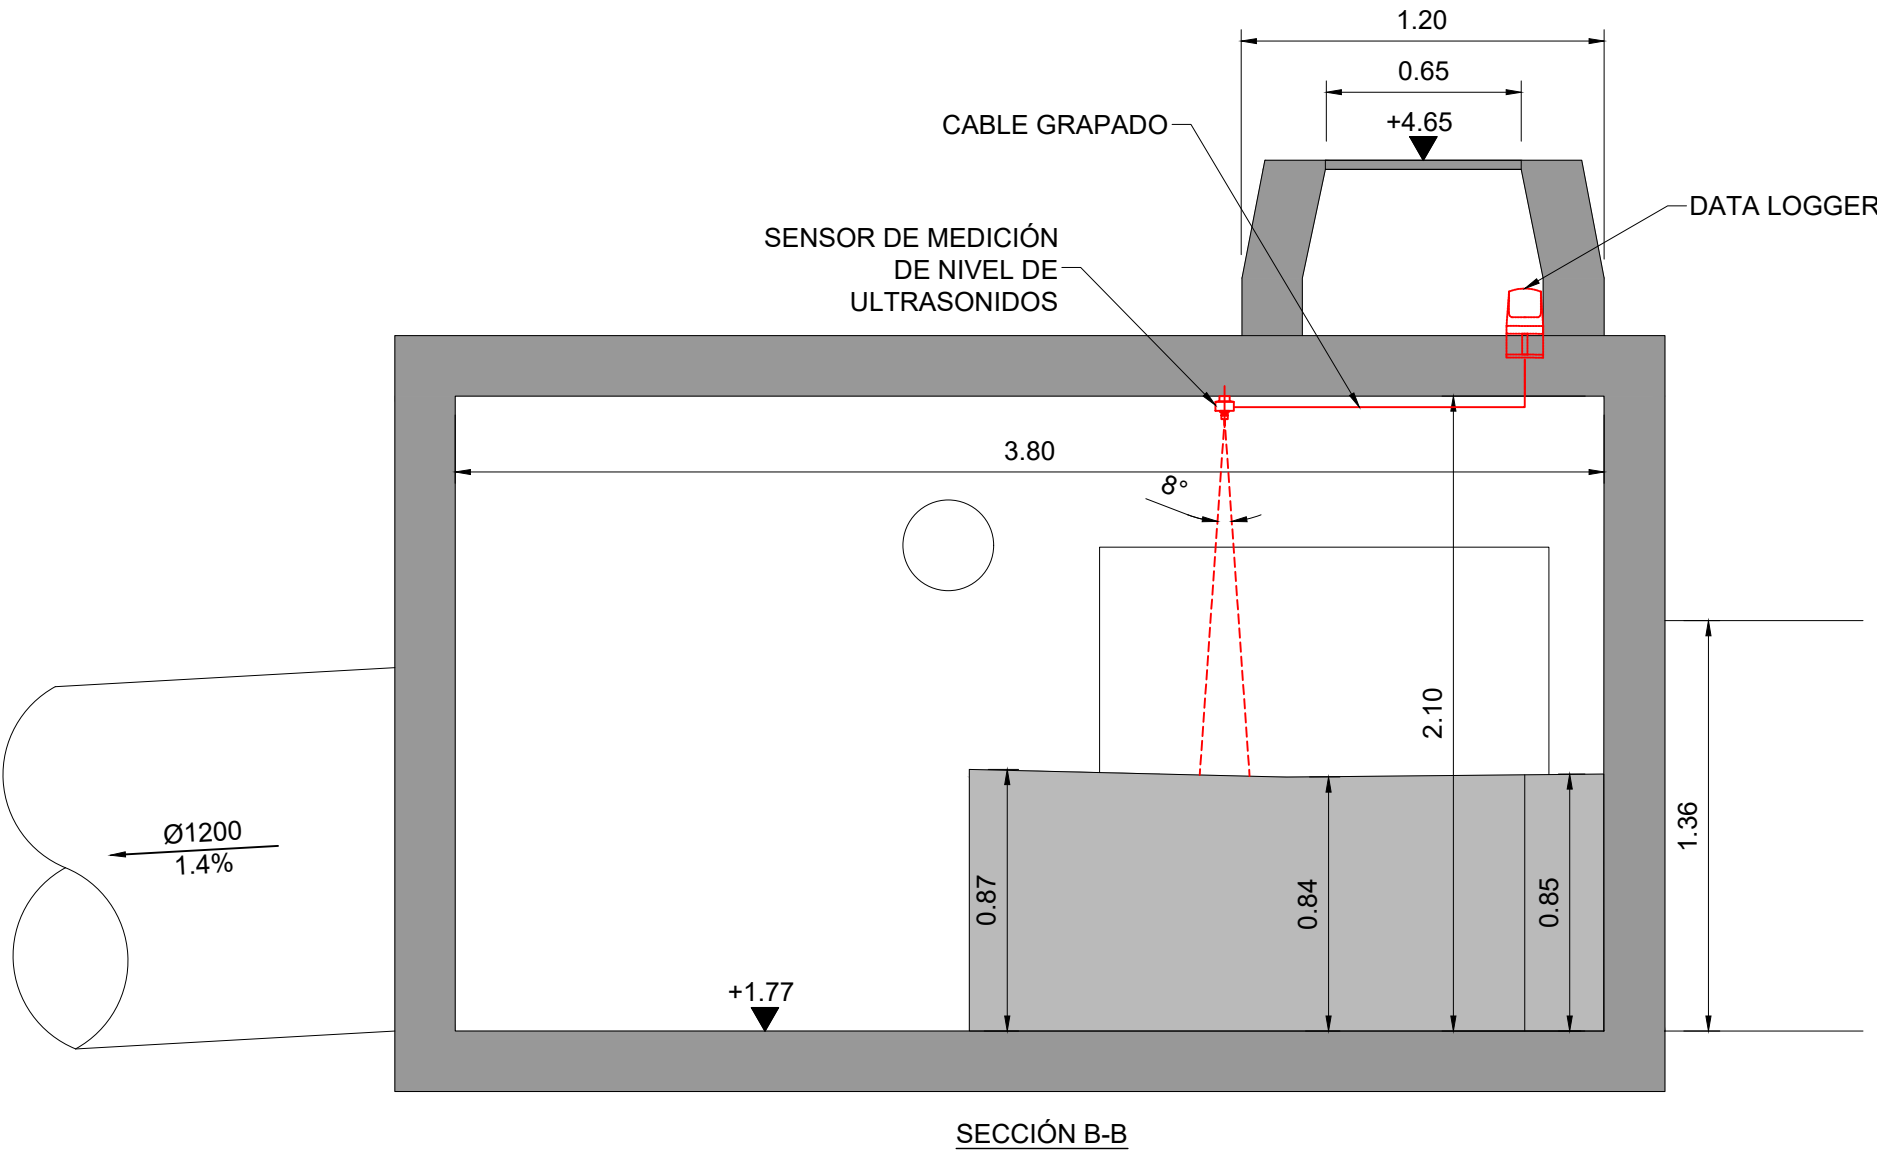 1.20
0.65
+4.65
CABLE GRAPADO
DATA LOGGER
SENSOR DE MEDICIÓN
DE NIVEL DE
ULTRASONIDOS
3.80
8°
2.10
1.36
Ø1200
1.4%
0.87
0.84
0.85
+1.77
SECCIÓN B-B